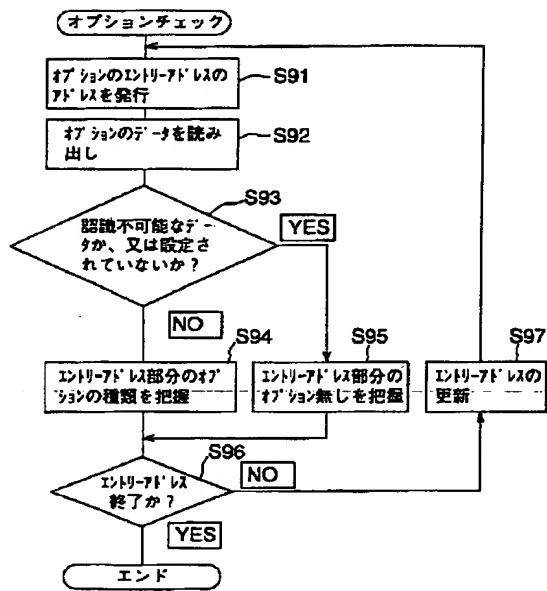 オプションチェック
オプションのエントリーアドレスの
アドレスを発行
S91
オプションのデータを読み
出し
S92
S93
認識不可能なデー
タか、又は設定さ
れていないか?
YES
NO
S94
エントリーアドレス部分のオプ
ションの種類を把握
S95
エントリーアドレス部分の
オプション無しを把握
S97
エントリーアドレスの
更新
S96
エントリーアドレス
終了か?
NO
YES
エンド